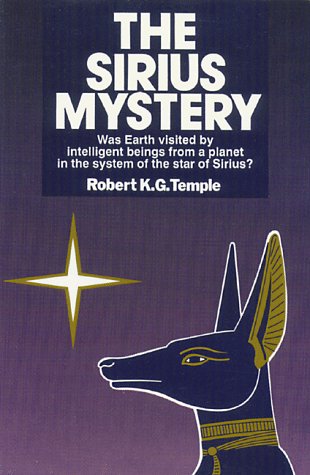 THE
SIRIUS
MYSTERY
Was Earth visited by
intelligent beings from a planet
in the system of the star of Sirius?
Robert K.G. Temple